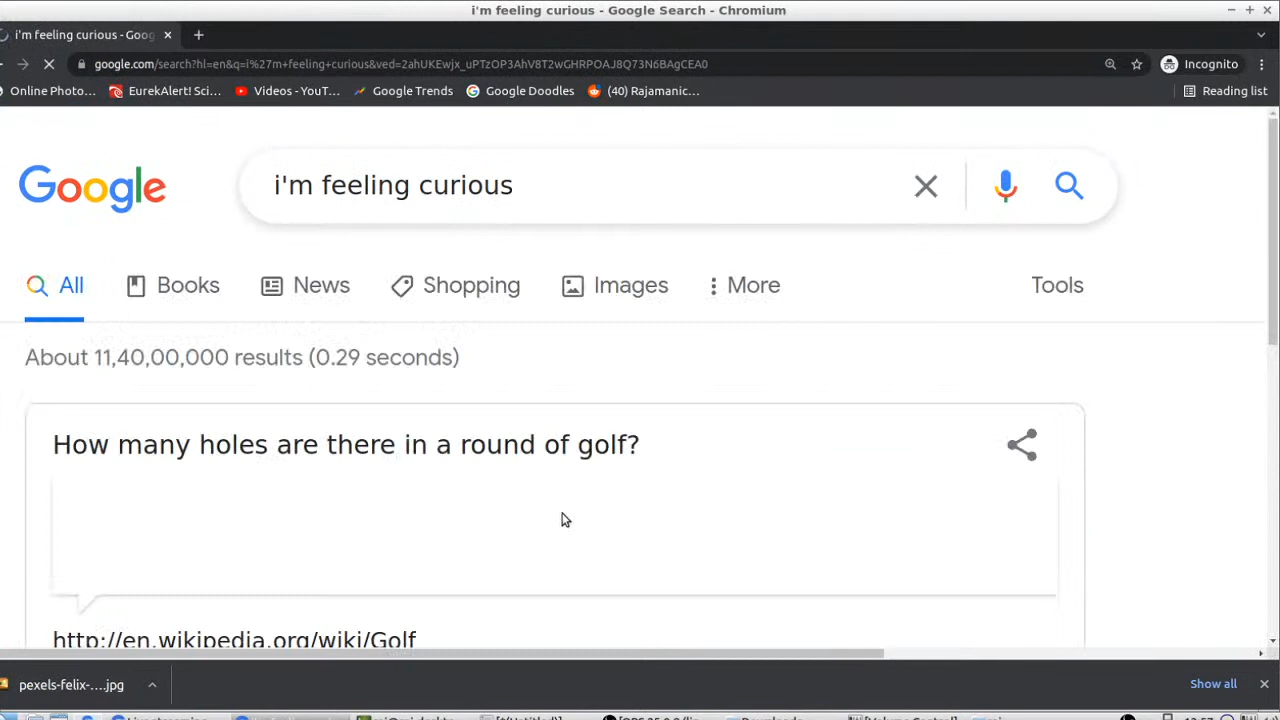 i'm feeling curious - Google Search - Chromium
i'm feeling curious - Goog
google.com/search?hl=en&q=i%27m+feeling+curious&ved=2ahUKEwjx_uPTzOP3AhV8T2wGHRPOAJ8Q73N6BAgCEA0
Incognito
Online Photo... EurekAlert! Sci... Videos - YouT... Google Trends Google Doodles (40) Rajamanic... Reading list
Google i'm feeling curious
All Books News Shopping Images More Tools
About 11,40,00,000 results (0.29 seconds)
How many holes are there in a round of golf?
http://en.wikipedia.org/wiki/Golf
pexels-felix-....jpg Show all